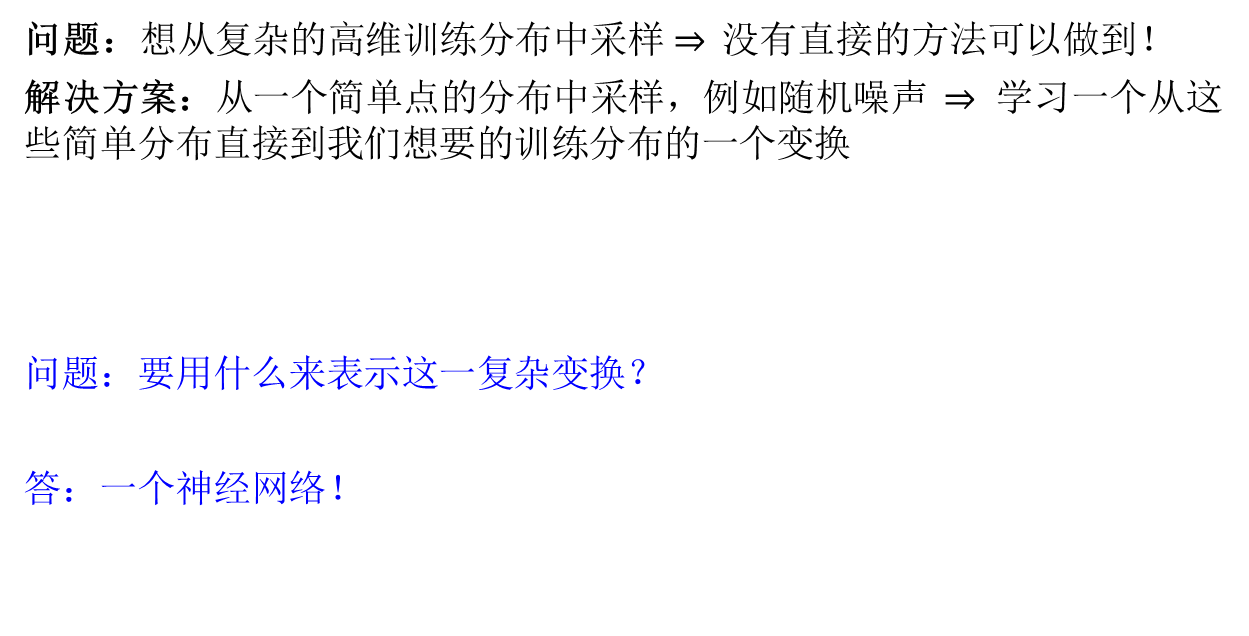 问题：想从复杂的高维训练分布中采样 ⇒ 没有直接的方法可以做到！
解决方案：从一个简单点的分布中采样，例如随机噪声 ⇒ 学习一个从这
些简单分布直接到我们想要的训练分布的一个变换
问题：要用什么来表示这一复杂变换？
答：一个神经网络！